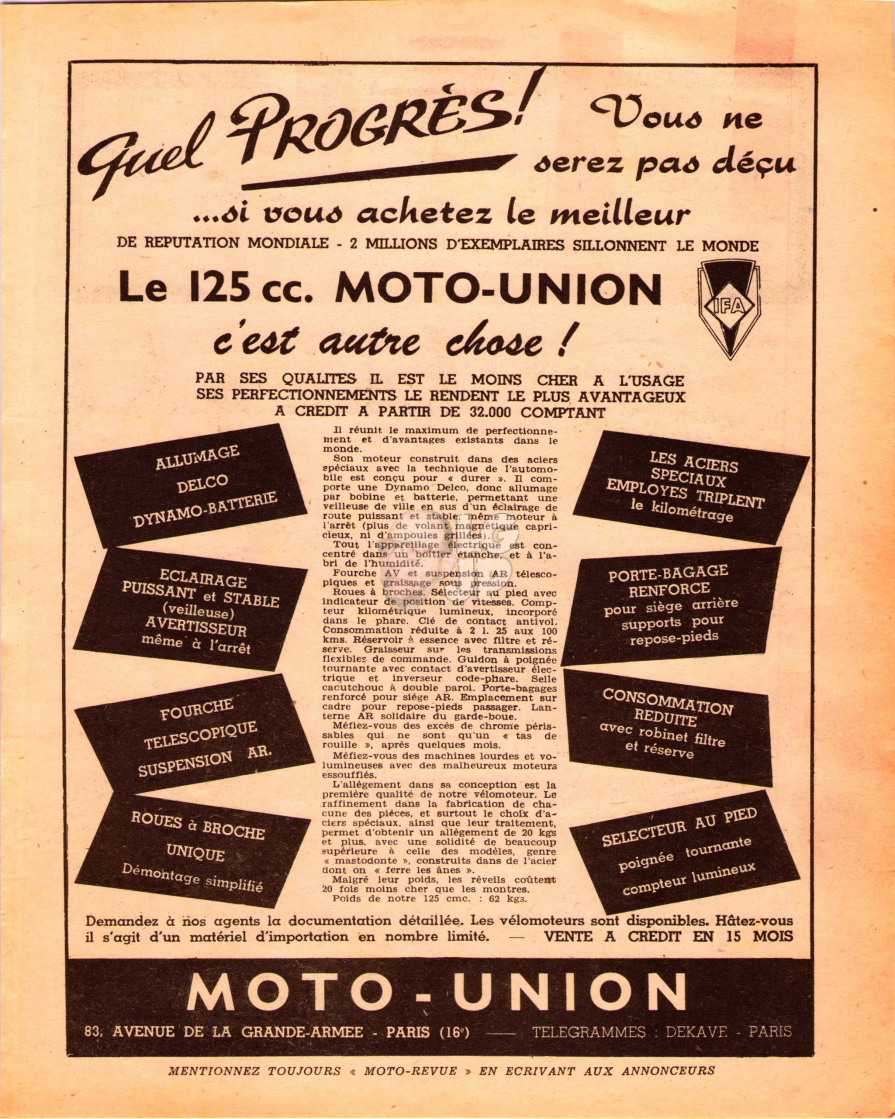 Quel PROGRÈS! Vous ne
serez pas déçu
...si vous achetez le meilleur
DE REPUTATION MONDIALE - 2 MILLIONS D'EXEMPLAIRES SILLONNENT LE MONDE
Le 125 cc. MOTO-UNION
IFA
c'est autre chose !
PAR SES QUALITES IL EST LE MOINS CHER A L'USAGE
SES PERFECTIONNEMENTS LE RENDENT LE PLUS AVANTAGEUX
A CREDIT A PARTIR DE 32.000 COMPTANT
ALLUMAGE
DELCO
DYNAMO-BATTERIE
ECLAIRAGE
PUISSANT et STABLE
(veilleuse)
AVERTISSEUR
même à l'arrêt
FOURCHE
TELESCOPIQUE
SUSPENSION AR.
ROUES à BROCHE
UNIQUE
Démontage simplifié
Il réunit le maximum de perfectionne-
ment et d'avantages existants dans le
monde.
Son moteur construit dans des aciers
spéciaux avec la technique de l'automo-
bile est conçu pour « durer ». Il com-
porte une Dynamo Delco, donc allumage
par bobine et batterie, permettant une
veilleuse de ville en sus d'un éclairage de
route puissant et stable, même moteur à
l'arrêt (plus de volant magnétique capri-
cieux, ni d'ampoules grillées).
Tout l'appareillage électrique est con-
centré dans un boîtier étanche, et à l'a-
bri de l'humidité.
Fourche AV et suspension AR télesco-
piques et graissage sous pression.
Roues à broches. Sélecteur au pied avec
indicateur de position de vitesses. Comp-
teur kilométrique lumineux, incorporé
dans le phare. Clé de contact antivol.
Consommation réduite à 2 l. 25 aux 100
kms. Réservoir à essence avec filtre et ré-
serve. Graisseur sur les transmissions
flexibles de commande. Guidon à poignée
tournante avec contact d'avertisseur élec-
trique et inverseur code-phare. Selle
cacutchouc à double paroi. Porte-bagages
renforcé pour siège AR. Emplacement sur
cadre pour repose-pieds passager. Lan-
terne AR solidaire du garde-boue.
Méfiez-vous des excès de chrome péris-
sables qui ne sont qu'un « tas de
rouille », après quelques mois.
Méfiez-vous des machines lourdes et vo-
lumineuses avec des malheureux moteurs
essoufflés.
L'allégement dans sa conception est la
première qualité de notre vélomoteur. Le
raffinement dans la fabrication de cha-
cune des pièces, et surtout le choix d'a-
ciers spéciaux, ainsi que leur traitement,
permet d'obtenir un allégement de 20 kgs
et plus, avec une solidité de beaucoup
supérieure à celle des modèles, genre
« mastodonte », construits dans de l'acier
dont on « ferre les ânes ».
Malgré leur poids, les réveils coûtent
20 fois moins cher que les montres.
Poids de notre 125 cmc. : 62 kgs.
LES ACIERS
SPECIAUX
EMPLOYES TRIPLENT
le kilométrage
PORTE-BAGAGE
RENFORCE
pour siège arrière
supports pour
repose-pieds
CONSOMMATION
REDUITE
avec robinet filtre
et réserve
SELECTEUR AU PIED
poignée tournante
compteur lumineux
Demandez à nos agents la documentation détaillée. Les vélomoteurs sont disponibles. Hâtez-vous
il s'agit d'un matériel d'importation en nombre limité. — VENTE A CREDIT EN 15 MOIS
MOTO-UNION
83, AVENUE DE LA GRANDE-ARMEE - PARIS (16e) — TELEGRAMMES : DEKAVE - PARIS
MENTIONNEZ TOUJOURS « MOTO-REVUE » EN ECRIVANT AUX ANNONCEURS